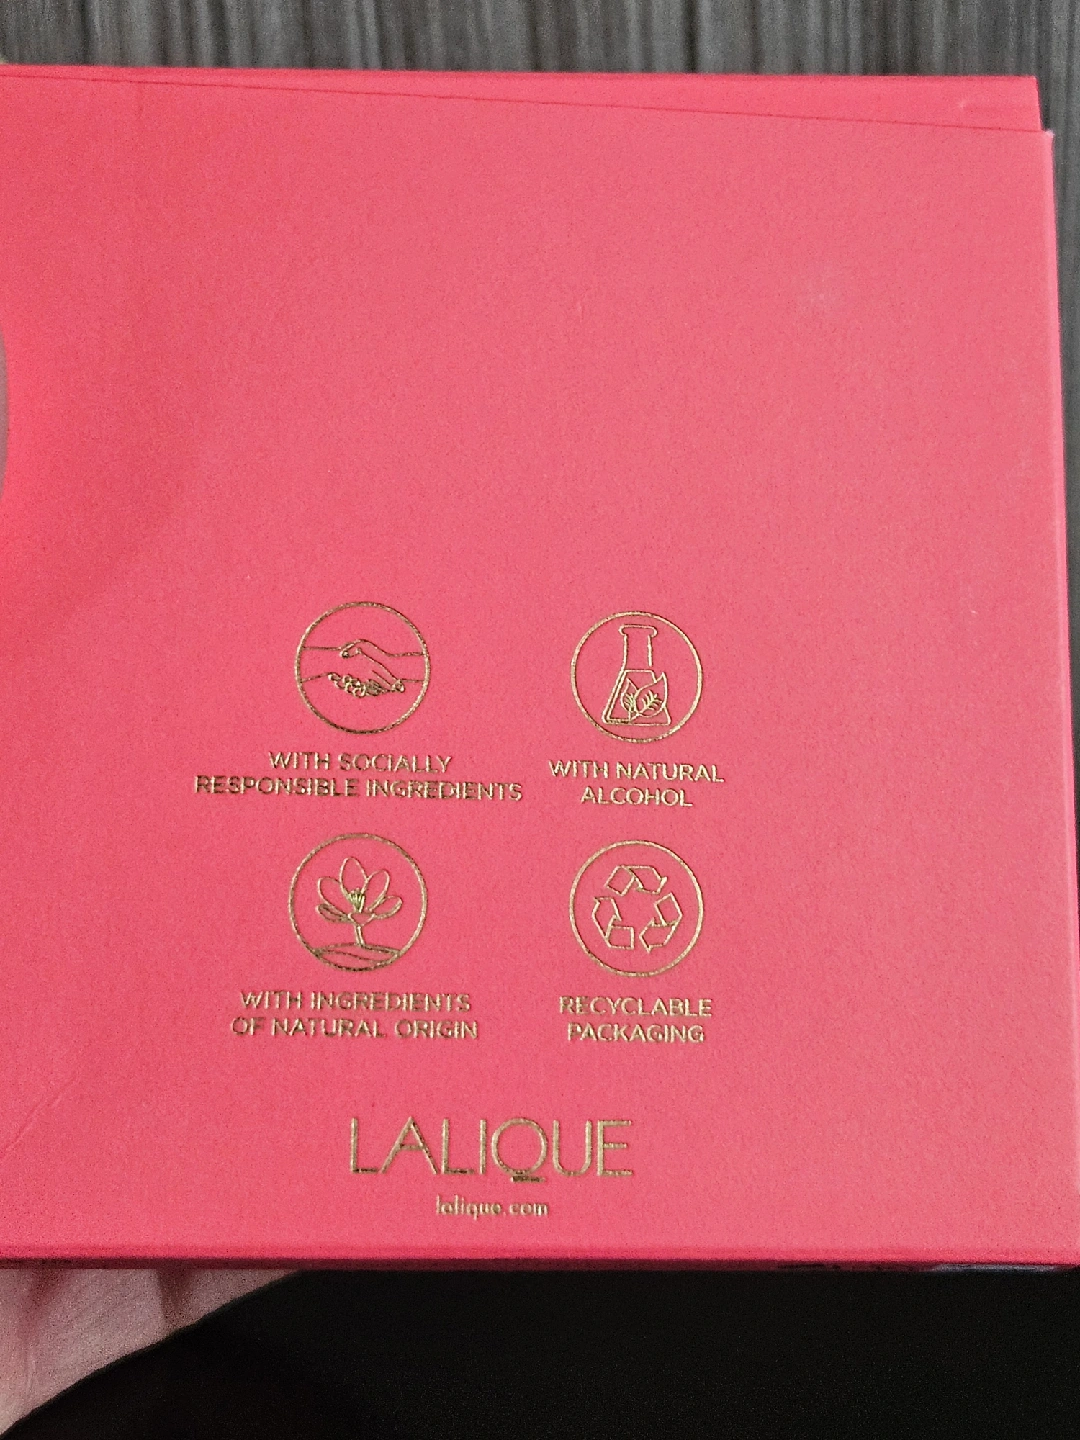 WITH SOCIALLY
RESPONSIBLE INGREDIENTS
WITH NATURAL
ALCOHOL
WITH INGREDIENTS
OF NATURAL ORIGIN
RECYCLABLE
PACKAGING
LALIQUE
lalique.com